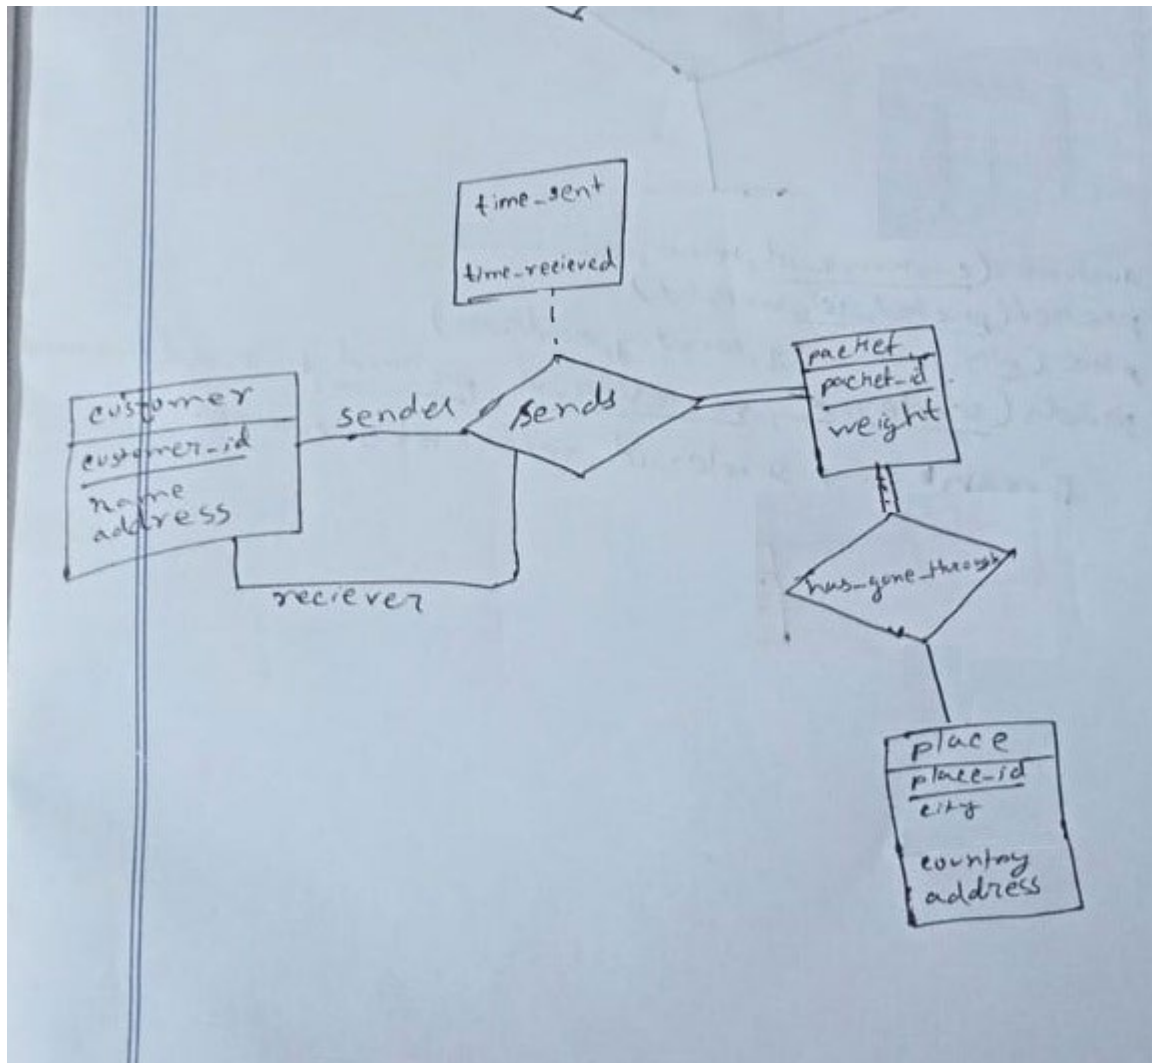 time_sent
time_recieved
customer
customer_id
name
address
sender
sends
reciever
packet
packet_id
weight
has_gone_through
place
place_id
city
country
address